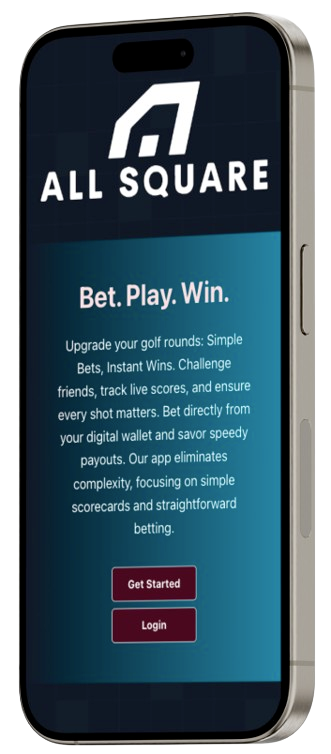 ALL SQUARE
Bet. Play. Win.
Upgrade your golf rounds: Simple
Bets, Instant Wins. Challenge
friends, track live scores, and ensure
every shot matters. Bet directly from
your digital wallet and savor speedy
payouts. Our app eliminates
complexity, focusing on simple
scorecards and straightforward
betting.
Get Started
Login